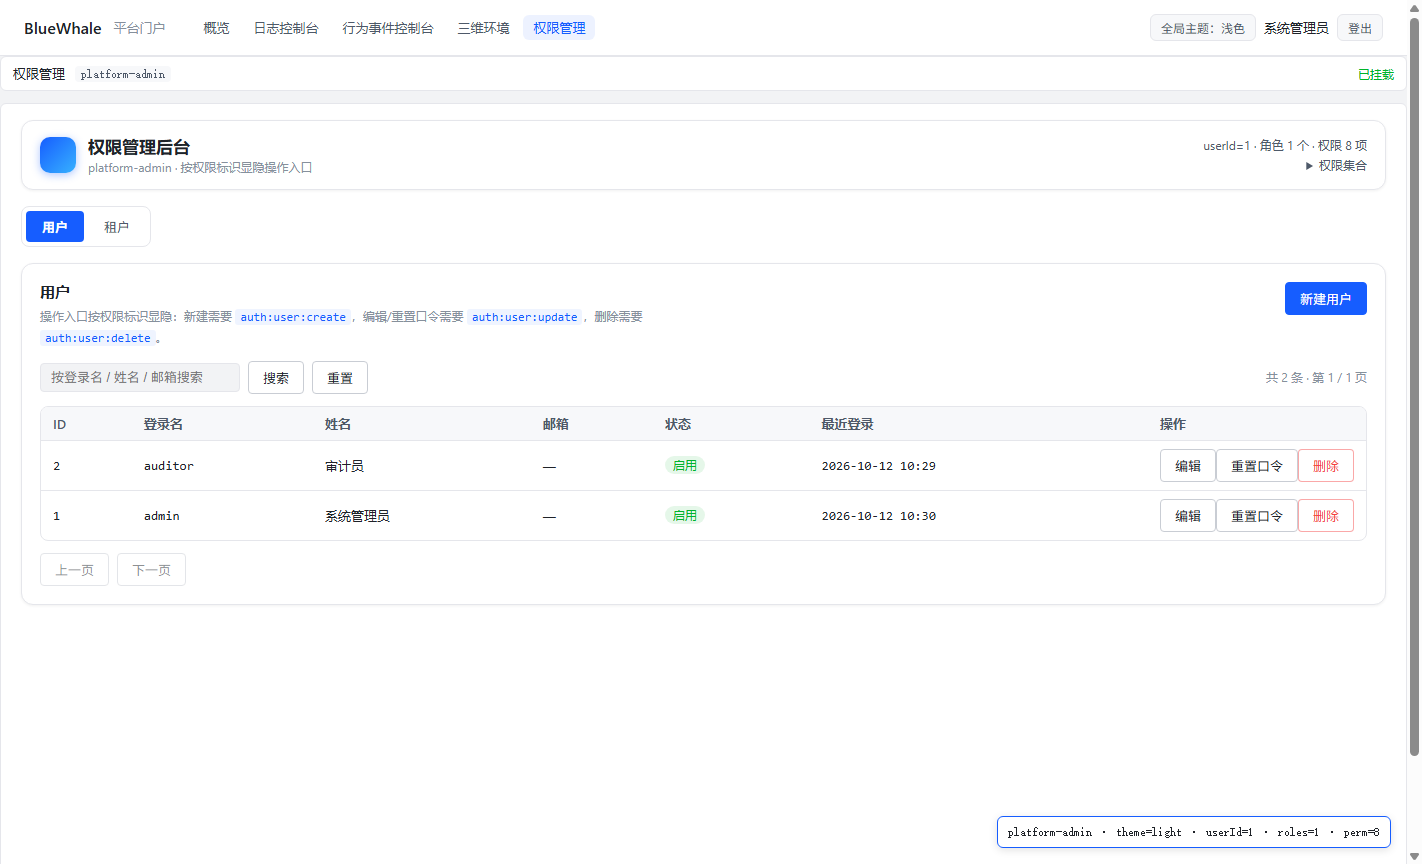 BlueWhale 平台门户 概览 日志控制台 行为事件控制台 三维环境 权限管理 全局主题：浅色 系统管理员 登出
权限管理 platform-admin 已挂载
权限管理后台
platform-admin · 按权限标识显隐操作入口
userId=1 · 角色 1 个 · 权限 8 项
▶ 权限集合
用户 租户
用户
新建用户
操作入口按权限标识显隐：新建需要 auth:user:create，编辑/重置口令需要 auth:user:update，删除需要
auth:user:delete。
按登录名 / 姓名 / 邮箱搜索 搜索 重置 共 2 条 · 第 1 / 1 页
ID 登录名 姓名 邮箱 状态 最近登录 操作
2 auditor 审计员 — 启用 2026-10-12 10:29 编辑 重置口令 删除
1 admin 系统管理员 — 启用 2026-10-12 10:30 编辑 重置口令 删除
上一页 下一页
platform-admin · theme=light · userId=1 · roles=1 · perm=8